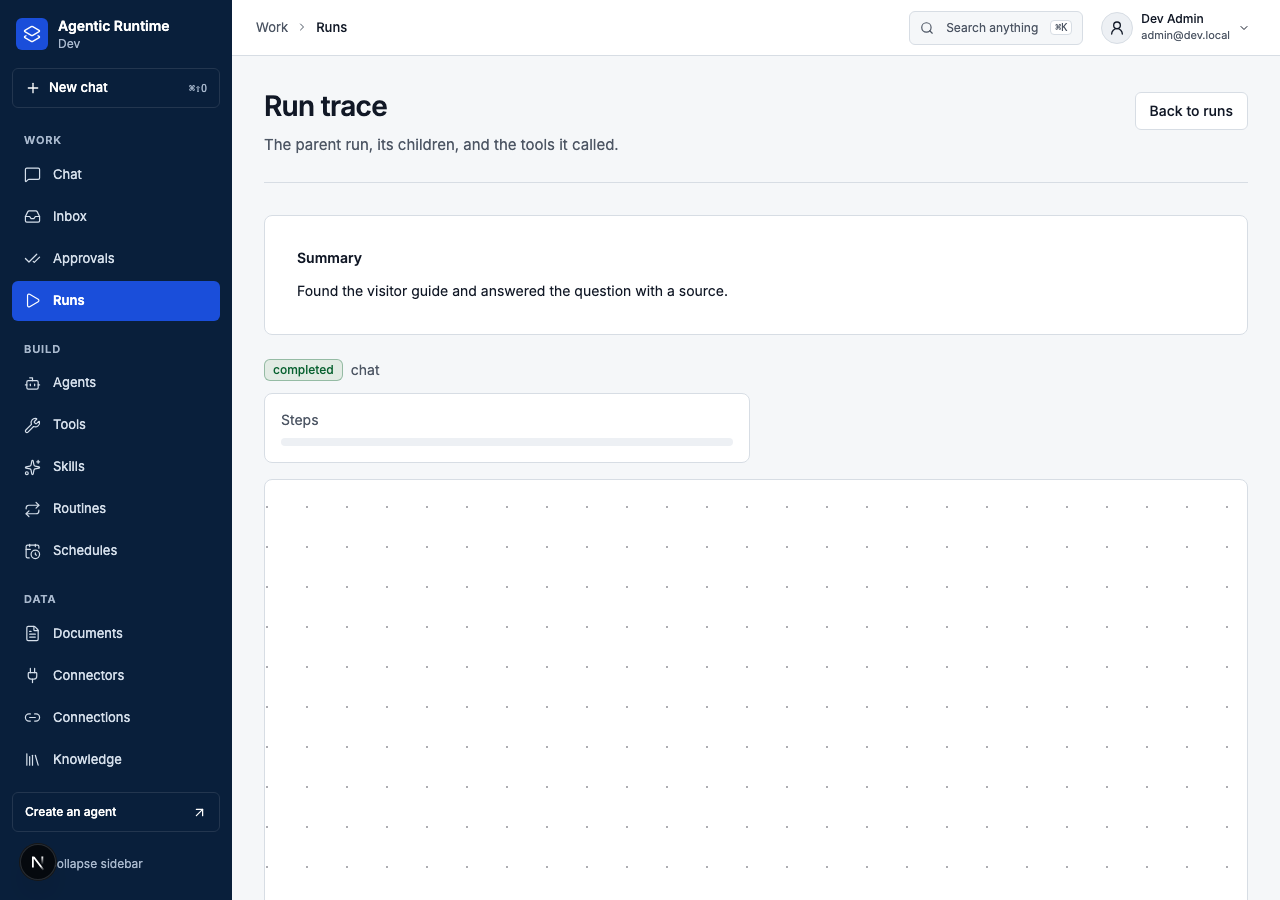 Agentic Runtime
Dev
New chat ⌘⇧O
WORK
Chat
Inbox
Approvals
Runs
BUILD
Agents
Tools
Skills
Routines
Schedules
DATA
Documents
Connectors
Connections
Knowledge
Create an agent
N ollapse sidebar
Work > Runs
Search anything ⌘K
Dev Admin
admin@dev.local
Run trace
Back to runs
The parent run, its children, and the tools it called.
Summary
Found the visitor guide and answered the question with a source.
completed chat
Steps